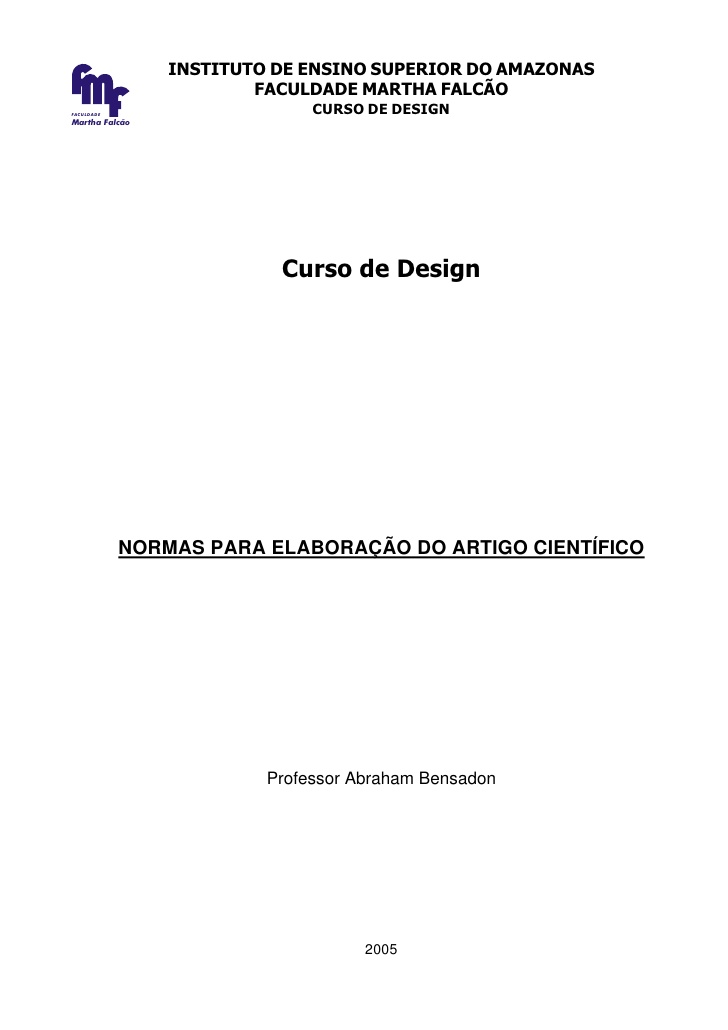 INSTITUTO DE ENSINO SUPERIOR DO AMAZONAS
FACULDADE MARTHA FALCÃO
CURSO DE DESIGN
fmf
FACULDADE
Martha Falcão
Curso de Design
NORMAS PARA ELABORAÇÃO DO ARTIGO CIENTÍFICO
Professor Abraham Bensadon
2005